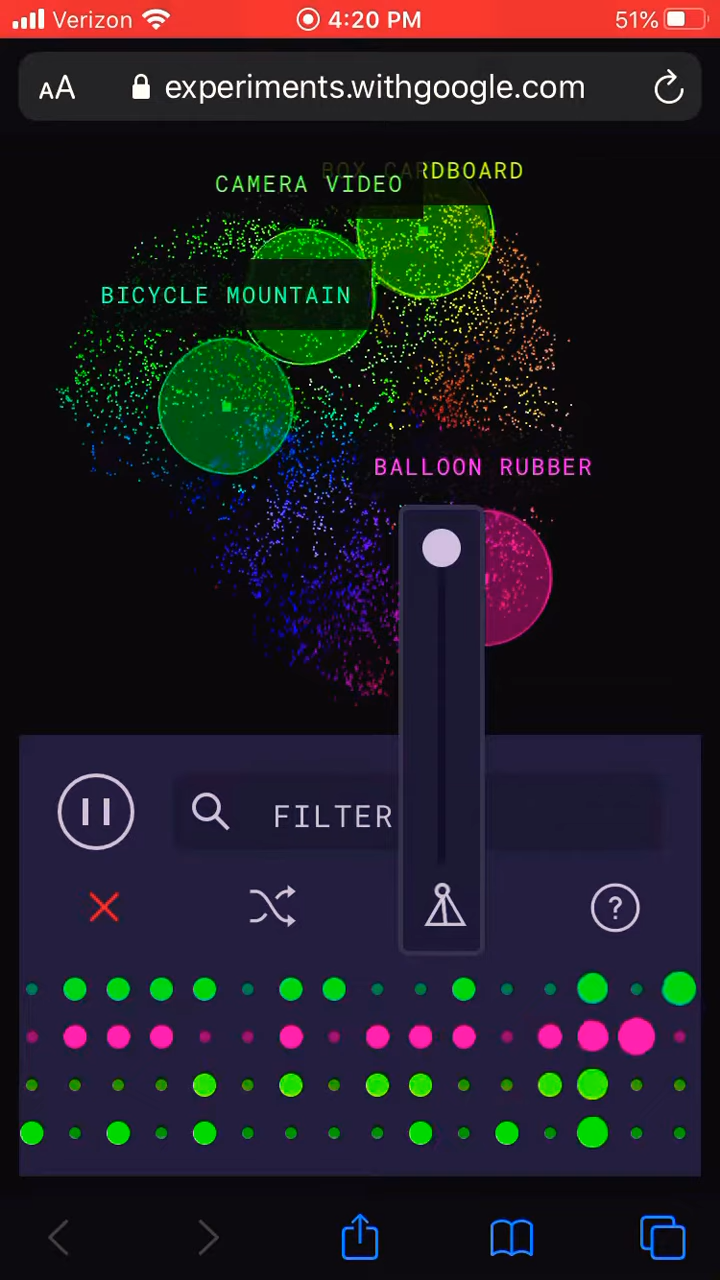 Verizon 4:20 PM 51%
AA experiments.withgoogle.com
BOX CARDBOARD
CAMERA VIDEO
BICYCLE MOUNTAIN
BALLOON RUBBER
FILTER
?